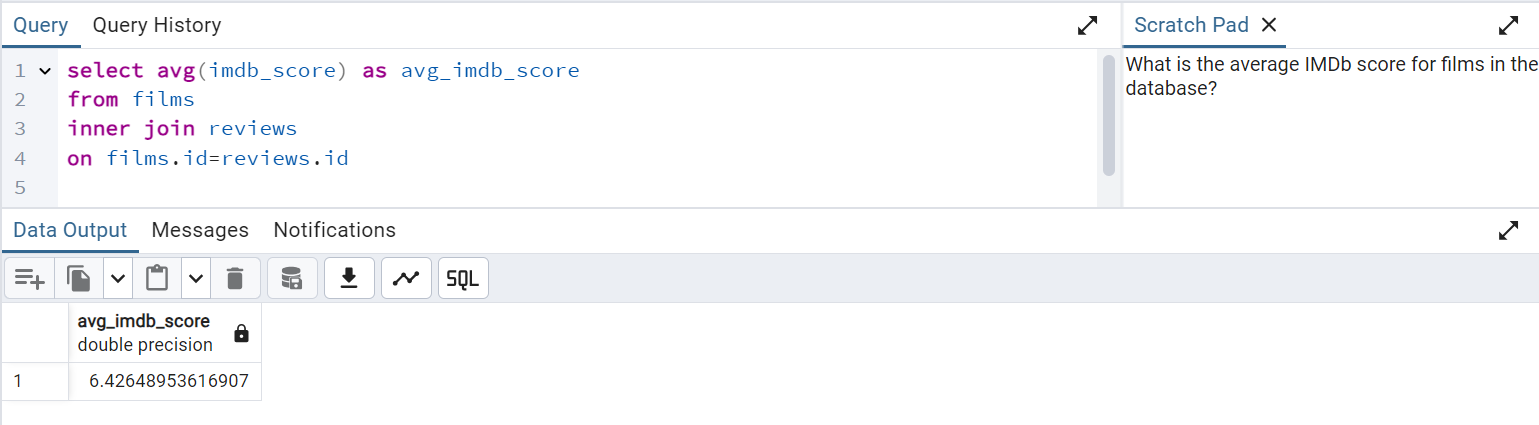 Query Query History
1 select avg(imdb_score) as avg_imdb_score
2 from films
3 inner join reviews
4 on films.id=reviews.id
5
Scratch Pad
What is the average IMDb score for films in the
database?
Data Output Messages Notifications
SQL
avg_imdb_score
double precision
1 6.42648953616907